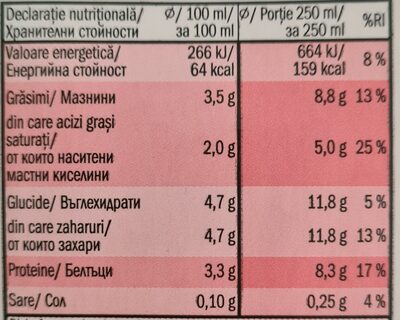 Declarație nutrițională/ Ø/ 100 ml/ Ø/ Porție 250 ml/ %RI
Хранителни стойности за 100 ml за 250 ml
Valoare energetică/ 266 kJ/ 664 kJ/ 8 %
Енергийна стойност 64 kcal 159 kcal
Grăsimi/ Мазнини 3,5 g 8,8 g 13 %
din care acizi grași
saturați/ 2,0 g 5,0 g 25 %
от които наситени
мастни киселини
Glucide/ Въглехидрати 4,7 g 11,8 g 5 %
din care zaharuri/ 4,7 g 11,8 g 13 %
от които захари
Proteine/ Белтъци 3,3 g 8,3 g 17 %
Sare/ Сол 0,10 g 0,25 g 4 %